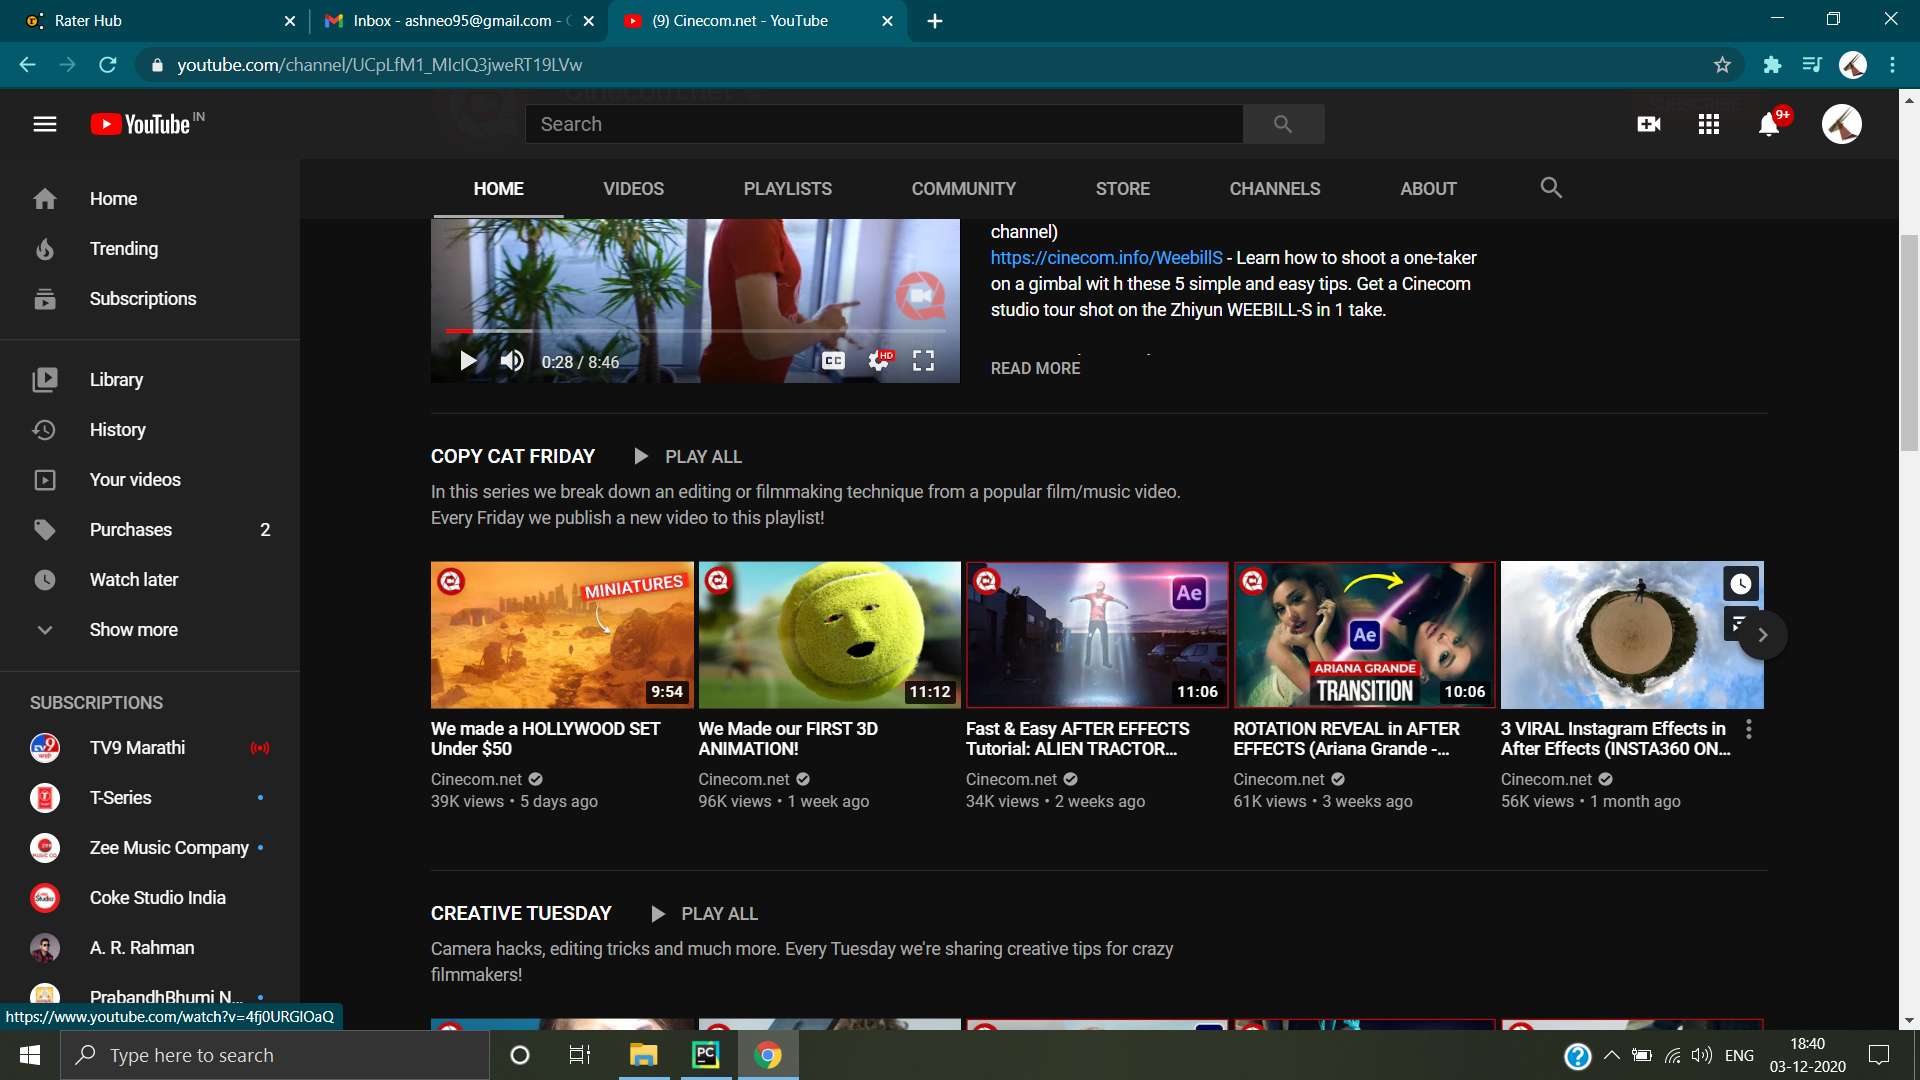 Rater Hub
Inbox - ashneo95@gmail.com -
(9) Cinecom.net - YouTube
youtube.com/channel/UCpLfM1_MIcIQ3jweRT19LVw
YouTube IN
Search
9+
HOME VIDEOS PLAYLISTS COMMUNITY STORE CHANNELS ABOUT
Home
Trending
Subscriptions
Library
History
Your videos
Purchases 2
Watch later
Show more
SUBSCRIPTIONS
TV9 Marathi
T-Series
Zee Music Company
Coke Studio India
A. R. Rahman
PrabandhBhumi N...
https://www.youtube.com/watch?v=4fj0URGlOaQ
0:28 / 8:46
CC
HD
channel)
https://cinecom.info/WeebillS - Learn how to shoot a one-taker
on a gimbal wit h these 5 simple and easy tips. Get a Cinecom
studio tour shot on the Zhiyun WEEBILL-S in 1 take.
READ MORE
COPY CAT FRIDAY PLAY ALL
In this series we break down an editing or filmmaking technique from a popular film/music video.
Every Friday we publish a new video to this playlist!
MINIATURES
9:54
We made a HOLLYWOOD SET
Under $50
Cinecom.net
39K views • 5 days ago
11:12
We Made our FIRST 3D
ANIMATION!
Cinecom.net
96K views • 1 week ago
Ae
11:06
Fast & Easy AFTER EFFECTS
Tutorial: ALIEN TRACTOR...
Cinecom.net
34K views • 2 weeks ago
Ae
ARIANA GRANDE
TRANSITION
10:06
ROTATION REVEAL in AFTER
EFFECTS (Ariana Grande -...
Cinecom.net
61K views • 3 weeks ago
3 VIRAL Instagram Effects in
After Effects (INSTA360 ON...
Cinecom.net
56K views • 1 month ago
CREATIVE TUESDAY PLAY ALL
Camera hacks, editing tricks and much more. Every Tuesday we're sharing creative tips for crazy
filmmakers!
Type here to search
PC
ENG
18:40
03-12-2020